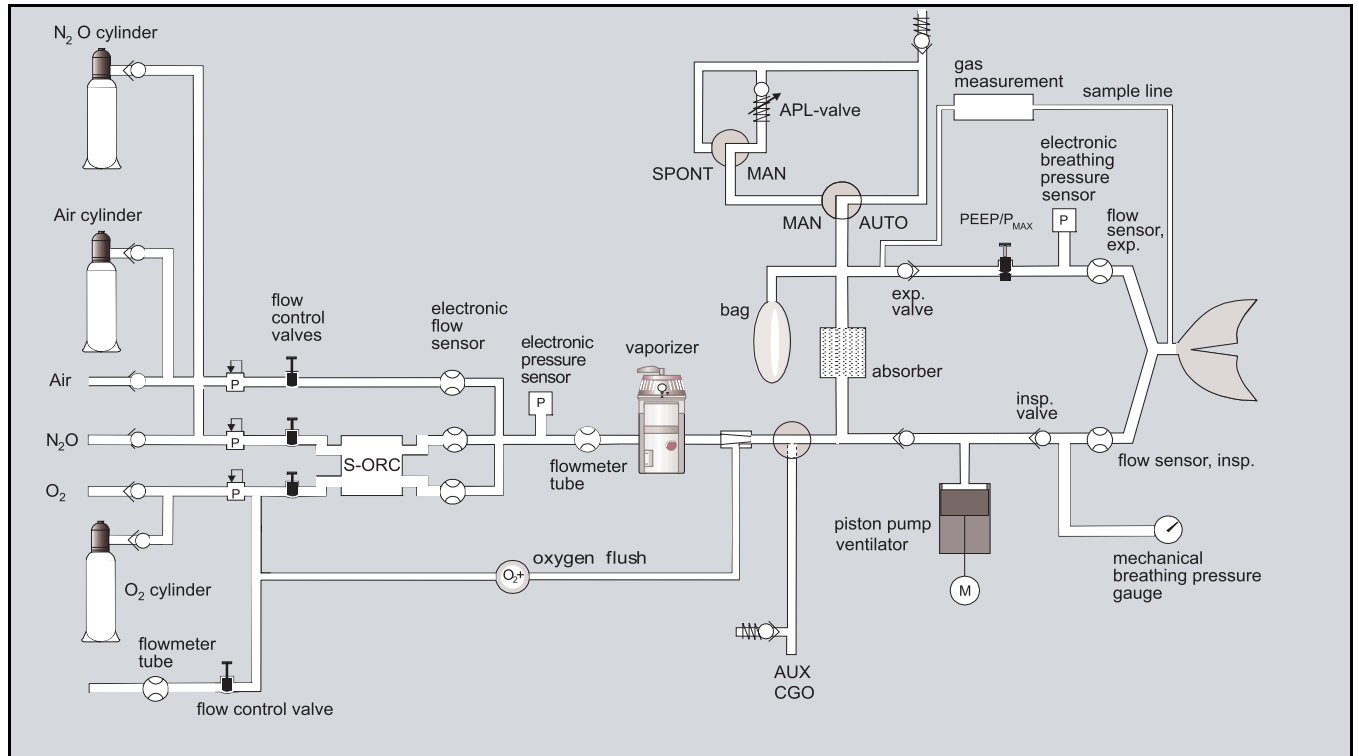 N2 O cylinder
Air cylinder
Air
N2O
O2
O2 cylinder
flowmeter
tube
flow control valve
flow
control
valves
P
P
P
S-ORC
electronic
flow
sensor
electronic
pressure
sensor
P
flowmeter
tube
vaporizer
O2+
oxygen flush
AUX
CGO
APL-valve
SPONT
MAN
MAN
AUTO
bag
absorber
exp.
valve
gas
measurement
sample line
electronic
breathing
pressure
sensor
P
PEEP/PMAX
flow
sensor,
exp.
insp.
valve
flow sensor, insp.
piston pump
ventilator
M
mechanical
breathing pressure
gauge